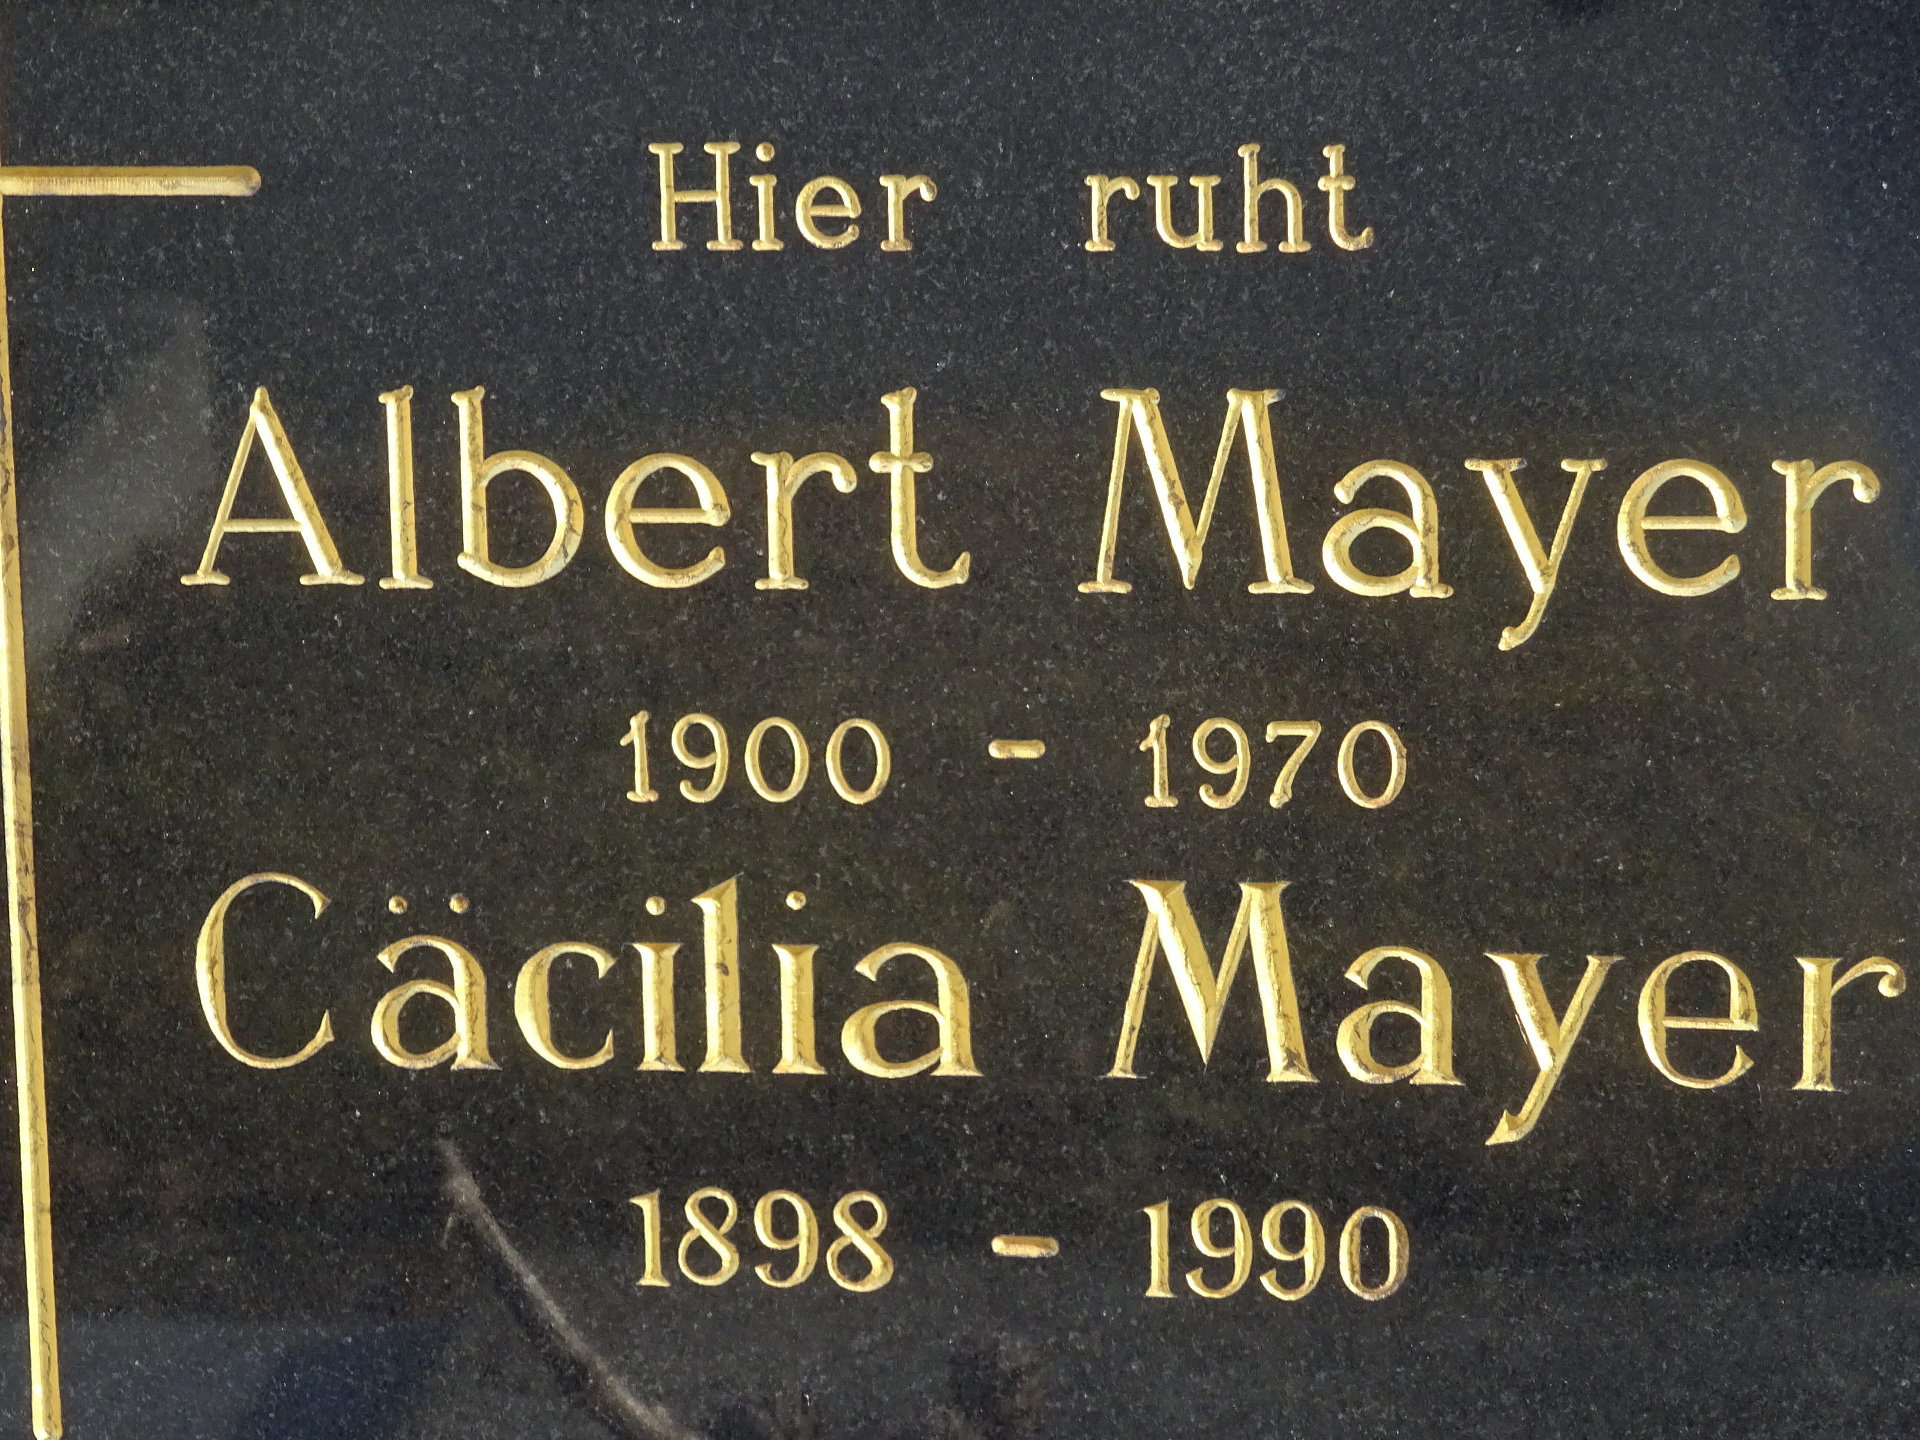 Hier ruht
Albert Mayer
1900 - 1970
Cäcilia Mayer
1898 - 1990